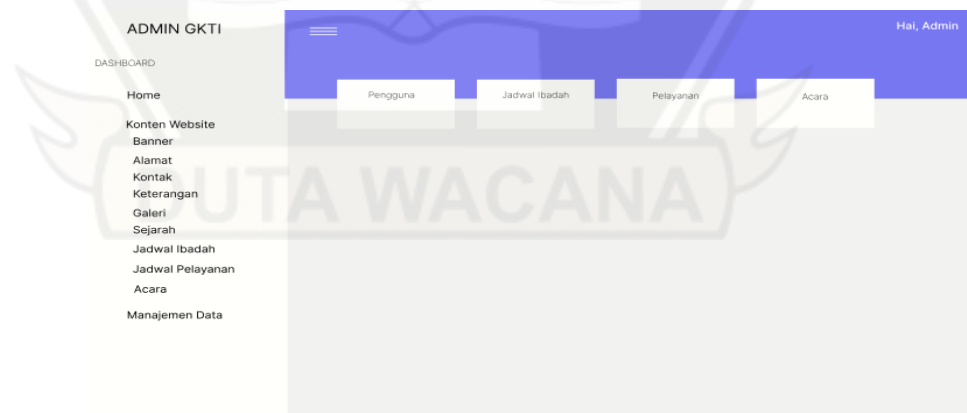 ADMIN GKTI
Hai, Admin
DASHBOARD
Home
Pengguna
Jadwal Ibadah
Pelayanan
Acara
Konten Website
Banner
Alamat
Kontak
Keterangan
Galeri
Sejarah
Jadwal Ibadah
Jadwal Pelayanan
Acara
Manajemen Data
DUTA WACANA